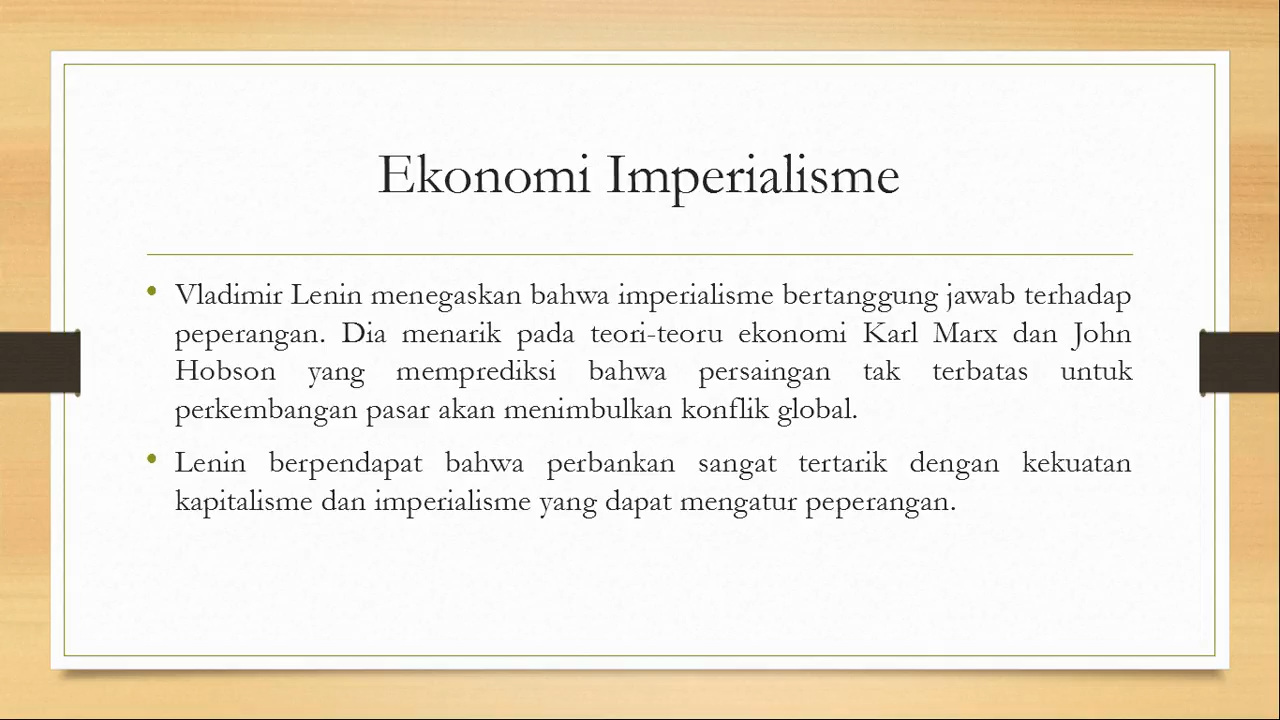 Ekonomi Imperialisme
• Vladimir Lenin menegaskan bahwa imperialisme bertanggung jawab terhadap
peperangan. Dia menarik pada teori-teoru ekonomi Karl Marx dan John
Hobson yang memprediksi bahwa persaingan tak terbatas untuk
perkembangan pasar akan menimbulkan konflik global.
• Lenin berpendapat bahwa perbankan sangat tertarik dengan kekuatan
kapitalisme dan imperialisme yang dapat mengatur peperangan.